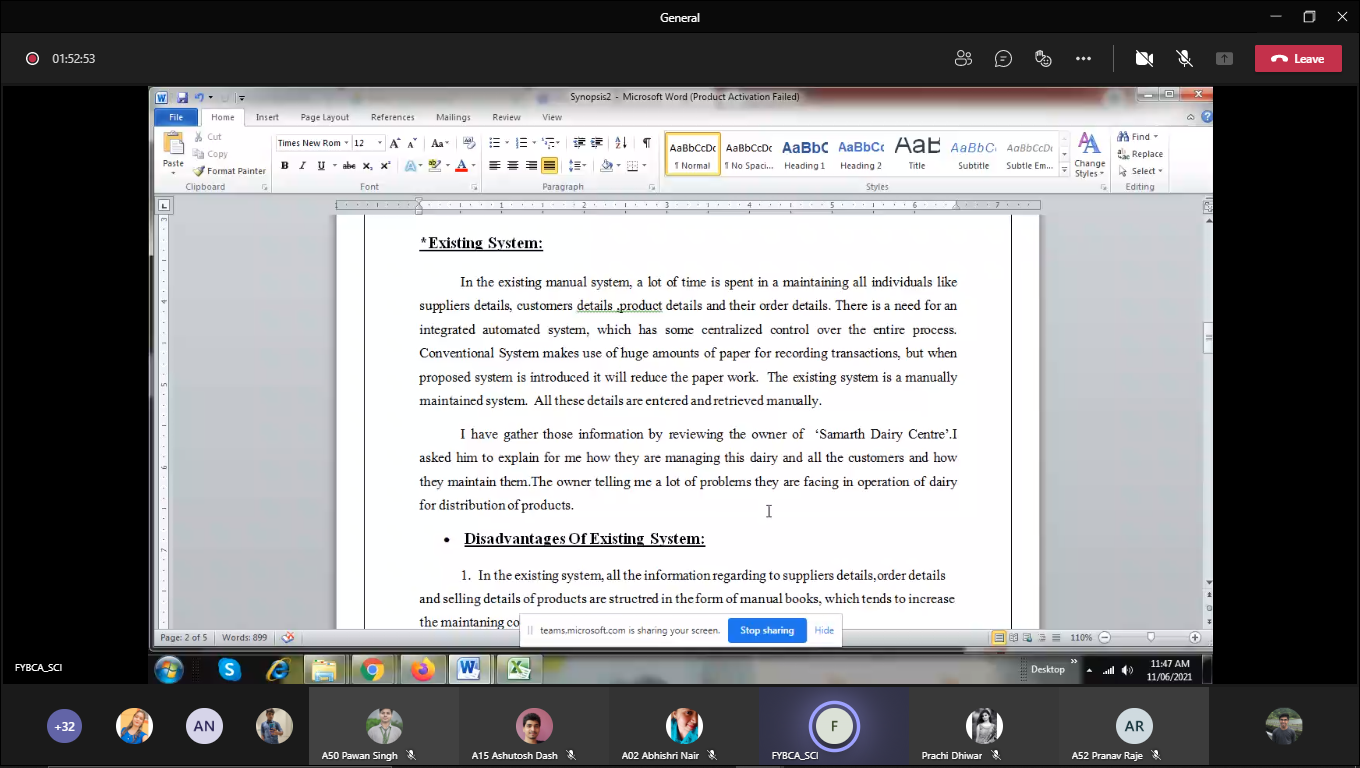 General
01:52:53
Leave
Synopsis2 - Microsoft Word (Product Activation Failed)
File Home Insert Page Layout References Mailings Review View
Paste
Cut
Copy
Format Painter
Clipboard
Times New Rom 12
Font
Paragraph
AaBbCcDc AaBbCcDc AaBbC AaBbCc AaB AaBbCc AaBbCcDc
¶ Normal ¶ No Spaci... Heading 1 Heading 2 Title Subtitle Subtle Em...
Styles
Change
Styles
Find
Replace
Select
Editing
*Existing System:
In the existing manual system, a lot of time is spent in a maintaining all individuals like
suppliers details, customers details ,product details and their order details. There is a need for an
integrated automated system, which has some centralized control over the entire process.
Conventional System makes use of huge amounts of paper for recording transactions, but when
proposed system is introduced it will reduce the paper work. The existing system is a manually
maintained system. All these details are entered and retrieved manually.
I have gather those information by reviewing the owner of ‘Samarth Dairy Centre’.I
asked him to explain for me how they are managing this dairy and all the customers and how
they maintain them.The owner telling me a lot of problems they are facing in operation of dairy
for distribution of products.
• Disadvantages Of Existing System:
1. In the existing system, all the information regarding to suppliers details,order details
and selling details of products are structred in the form of manual books, which tends to increase
the maintaning co
teams.microsoft.com is sharing your screen. Stop sharing Hide
Page: 2 of 5 Words: 899 110%
FYBCA_SCI
Desktop
11:47 AM
11/06/2021
+32
AN
A50 Pawan Singh
A15 Ashutosh Dash
A02 Abhishri Nair
F
FYBCA_SCI
Prachi Dhiwar
AR
A52 Pranav Raje